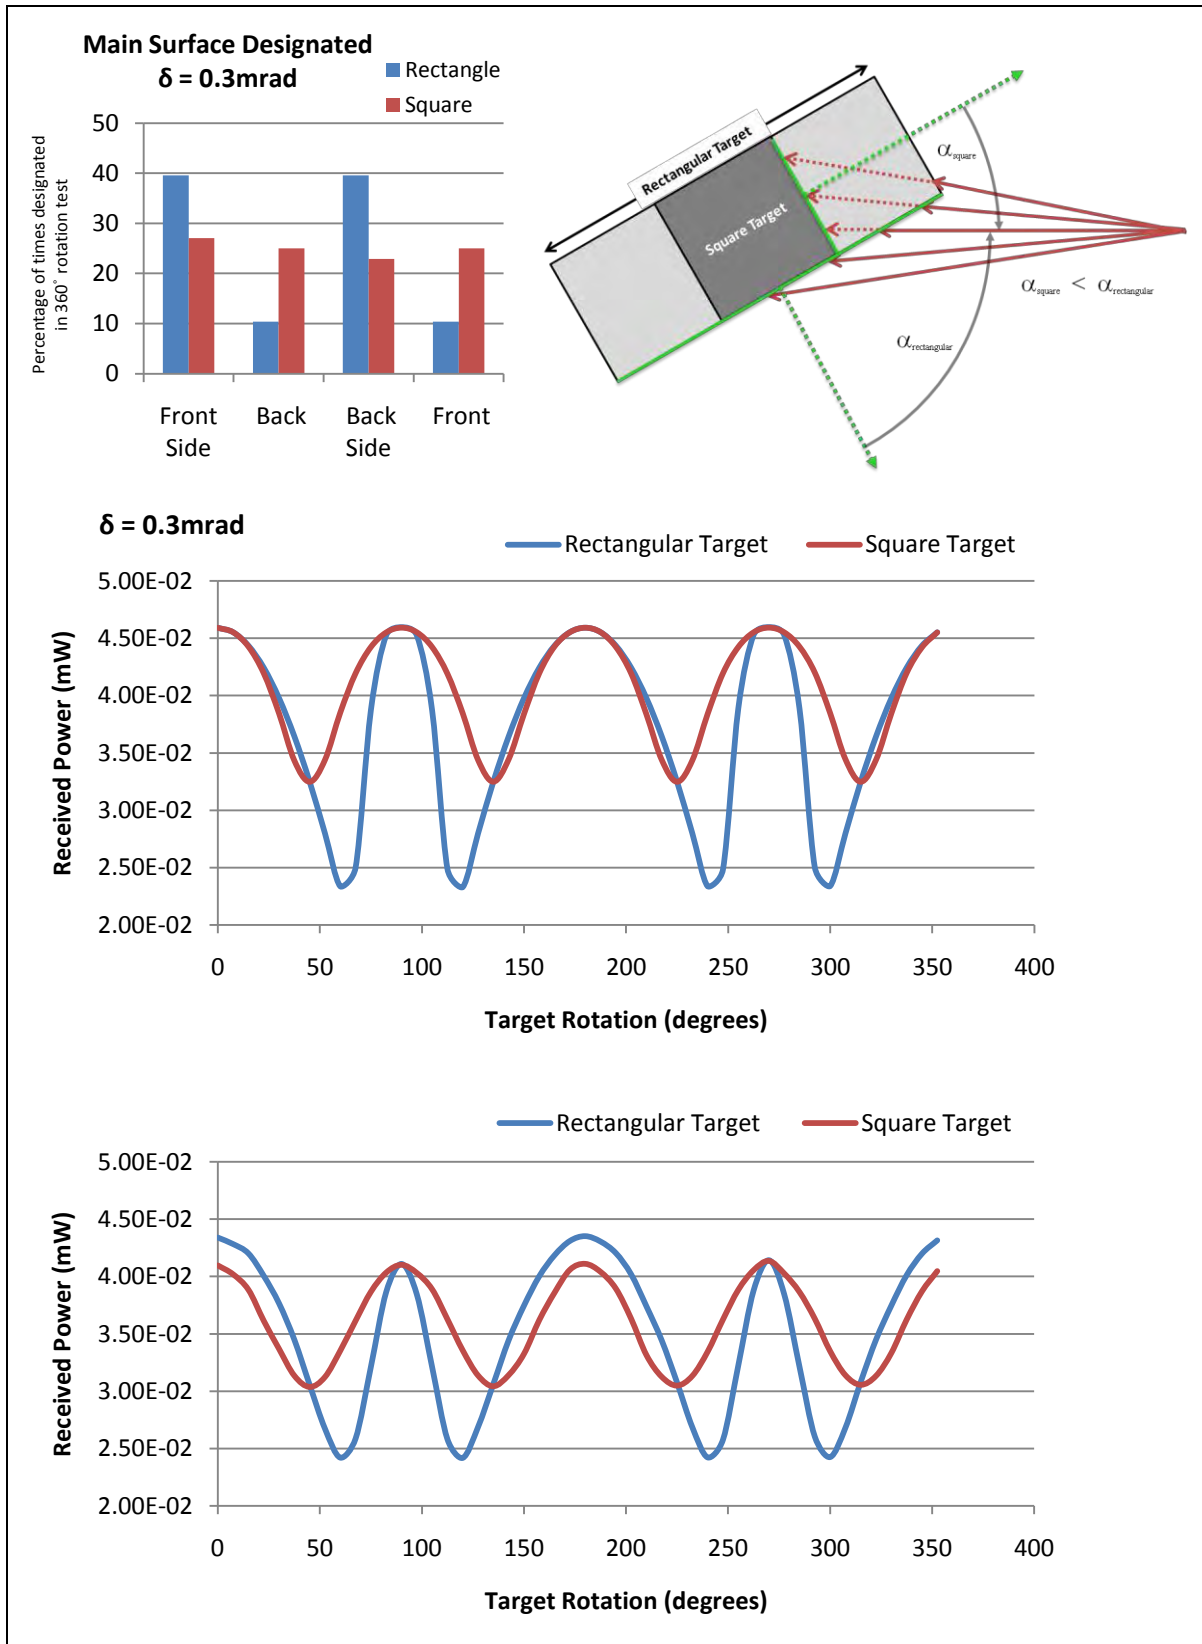 Main Surface Designated
δ = 0.3mrad
Rectangle
Square
Percentage of times designated
in 360° rotation test
50
40
30
20
10
0
Front
Side
Back
Back
Side
Front
Rectangular Target
Square Target
αsquare
αsquare < αrectangular
αrectangular
δ = 0.3mrad
Rectangular Target
Square Target
Received Power (mW)
5.00E-02
4.50E-02
4.00E-02
3.50E-02
3.00E-02
2.50E-02
2.00E-02
0 50 100 150 200 250 300 350 400
Target Rotation (degrees)
Rectangular Target
Square Target
Received Power (mW)
5.00E-02
4.50E-02
4.00E-02
3.50E-02
3.00E-02
2.50E-02
2.00E-02
0 50 100 150 200 250 300 350 400
Target Rotation (degrees)